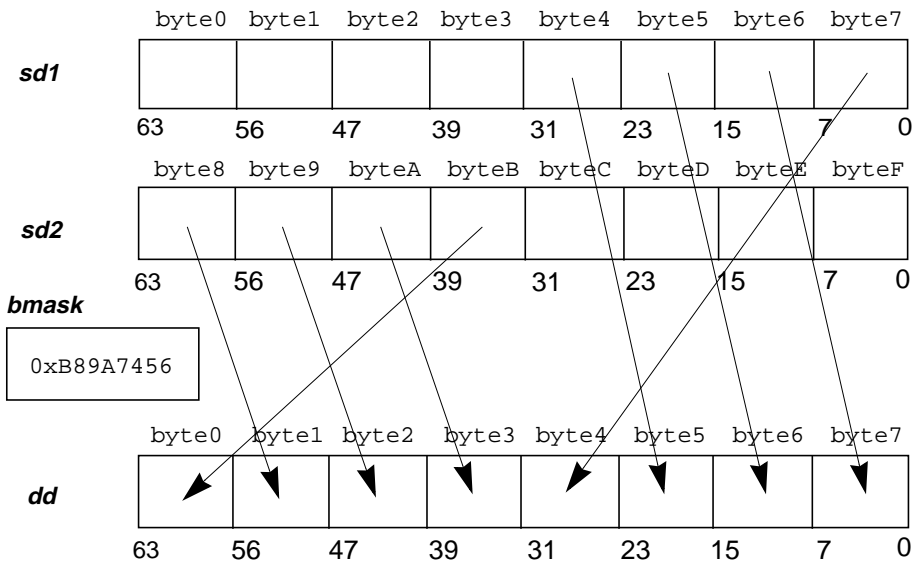 byte0 byte1 byte2 byte3 byte4 byte5 byte6 byte7
sd1
63 56 47 39 31 23 15 7 0
byte8 byte9 byteA byteB byteC byteD byteE byteF
sd2
63 56 47 39 31 23 15 7 0
bmask
0xB89A7456
byte0 byte1 byte2 byte3 byte4 byte5 byte6 byte7
dd
63 56 47 39 31 23 15 7 0